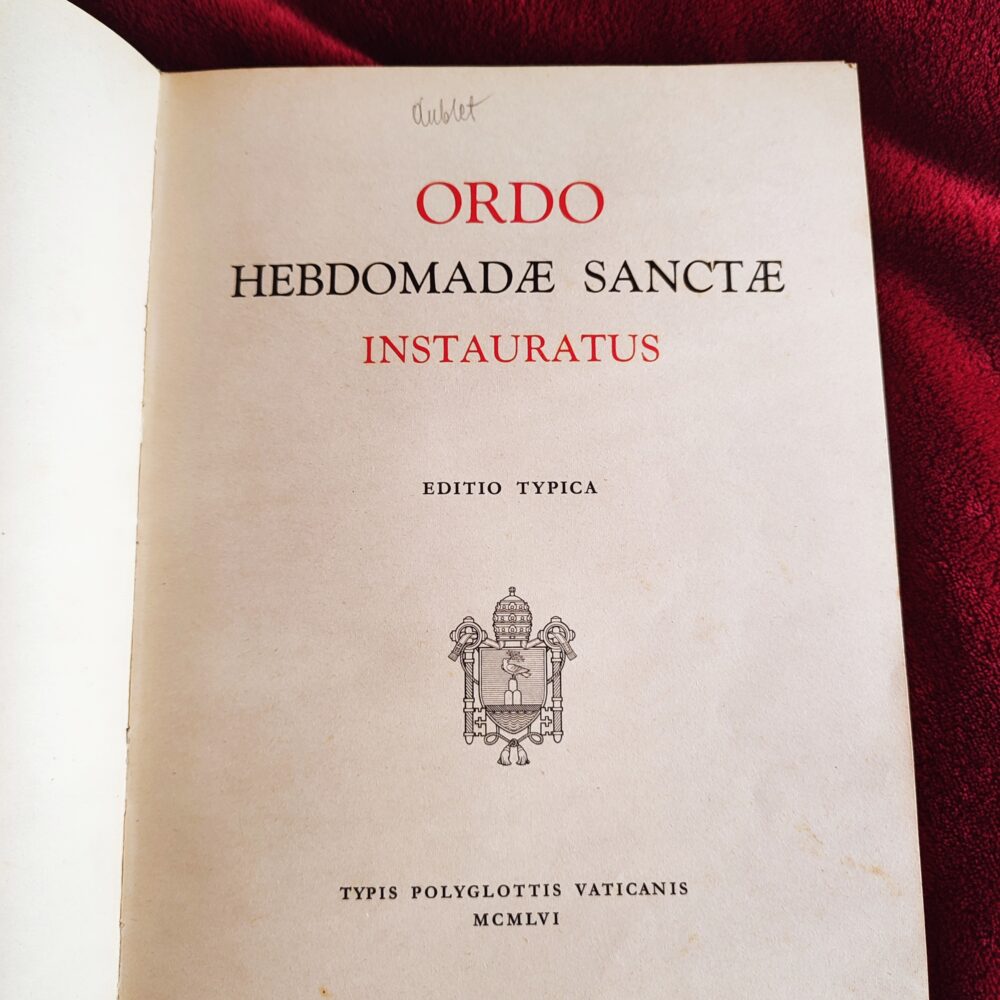 dublet
ORDO
HEBDOMADÆ SANCTÆ
INSTAURATUS
EDITIO TYPICA
TYPIS POLYGLOTTIS VATICANIS
MCMLVI